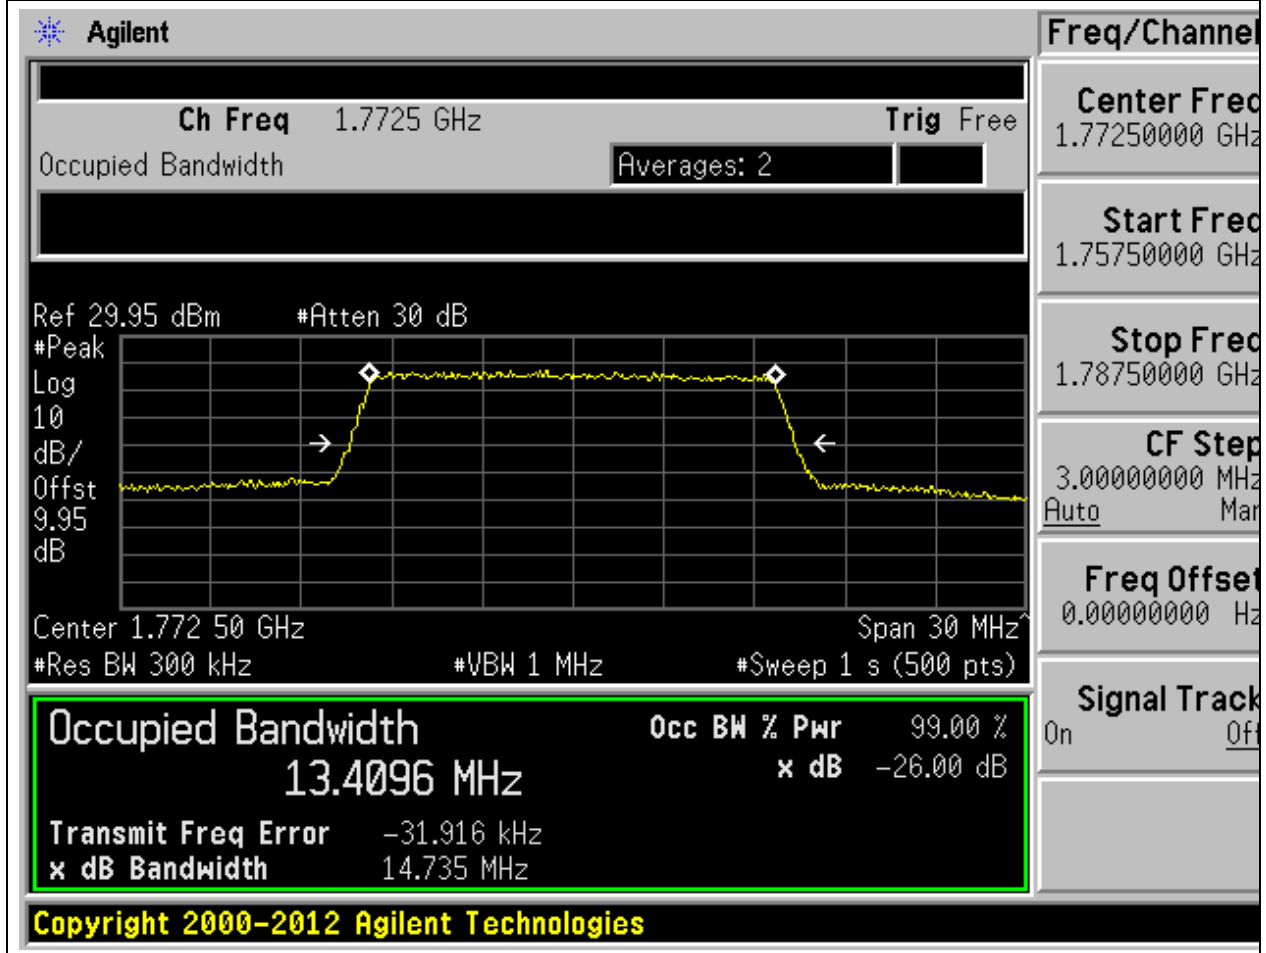 Agilent
Freq/Channel
Ch Freq 1.7725 GHz Trig Free
Occupied Bandwidth Averages: 2
Center Freq
1.77250000 GHz
Start Freq
1.75750000 GHz
Stop Freq
1.78750000 GHz
CF Step
3.00000000 MHz
Auto Man
Freq Offset
0.00000000 Hz
Signal Track
On Off
Ref 29.95 dBm #Atten 30 dB
#Peak
Log
10
dB/
Offst
9.95
dB
Center 1.772 50 GHz Span 30 MHz^
#Res BW 300 kHz #VBW 1 MHz #Sweep 1 s (500 pts)
Occupied Bandwidth Occ BW % Pwr 99.00 %
13.4096 MHz x dB -26.00 dB
Transmit Freq Error -31.916 kHz
x dB Bandwidth 14.735 MHz
Copyright 2000-2012 Agilent Technologies